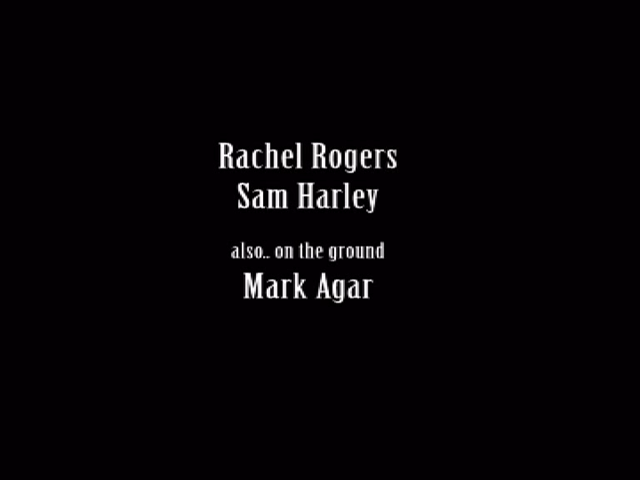 Rachel Rogers
Sam Harley
also.. on the ground
Mark Agar